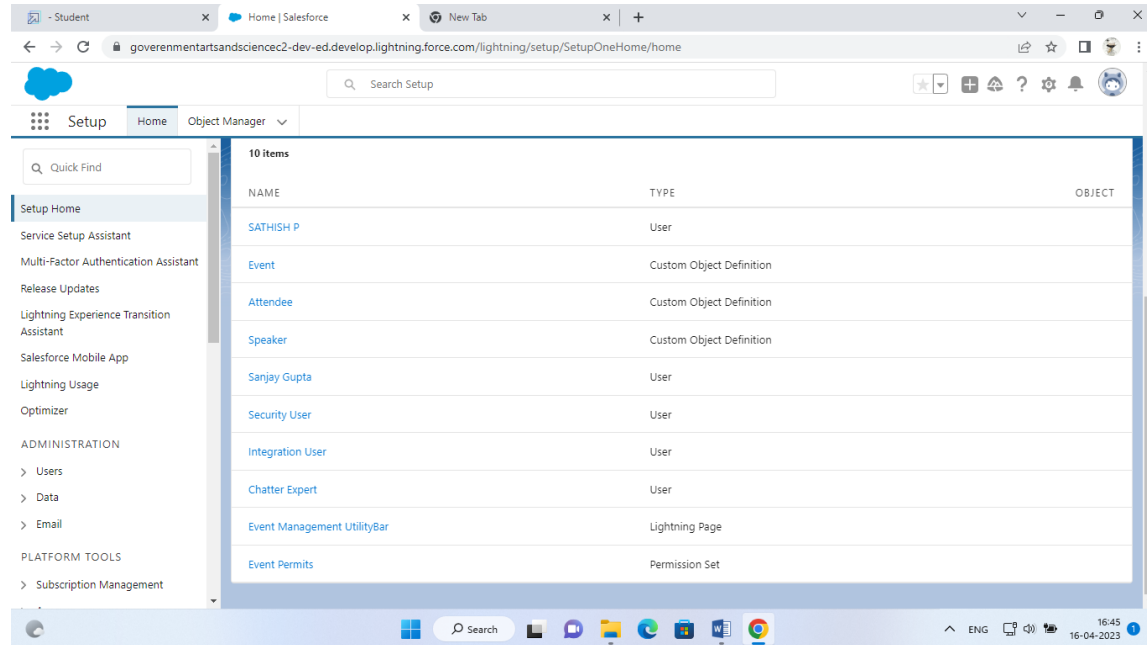 - Student
Home | Salesforce
New Tab
goverenmentartsandsciencec2-dev-ed.develop.lightning.force.com/lightning/setup/SetupOneHome/home
Search Setup
Setup
Home
Object Manager
Quick Find
Setup Home
Service Setup Assistant
Multi-Factor Authentication Assistant
Release Updates
Lightning Experience Transition
Assistant
Salesforce Mobile App
Lightning Usage
Optimizer
ADMINISTRATION
Users
Data
Email
PLATFORM TOOLS
Subscription Management
10 items
NAME TYPE OBJECT
SATHISH P User
Event Custom Object Definition
Attendee Custom Object Definition
Speaker Custom Object Definition
Sanjay Gupta User
Security User User
Integration User User
Chatter Expert User
Event Management UtilityBar Lightning Page
Event Permits Permission Set
Search
ENG
16:45
16-04-2023
1